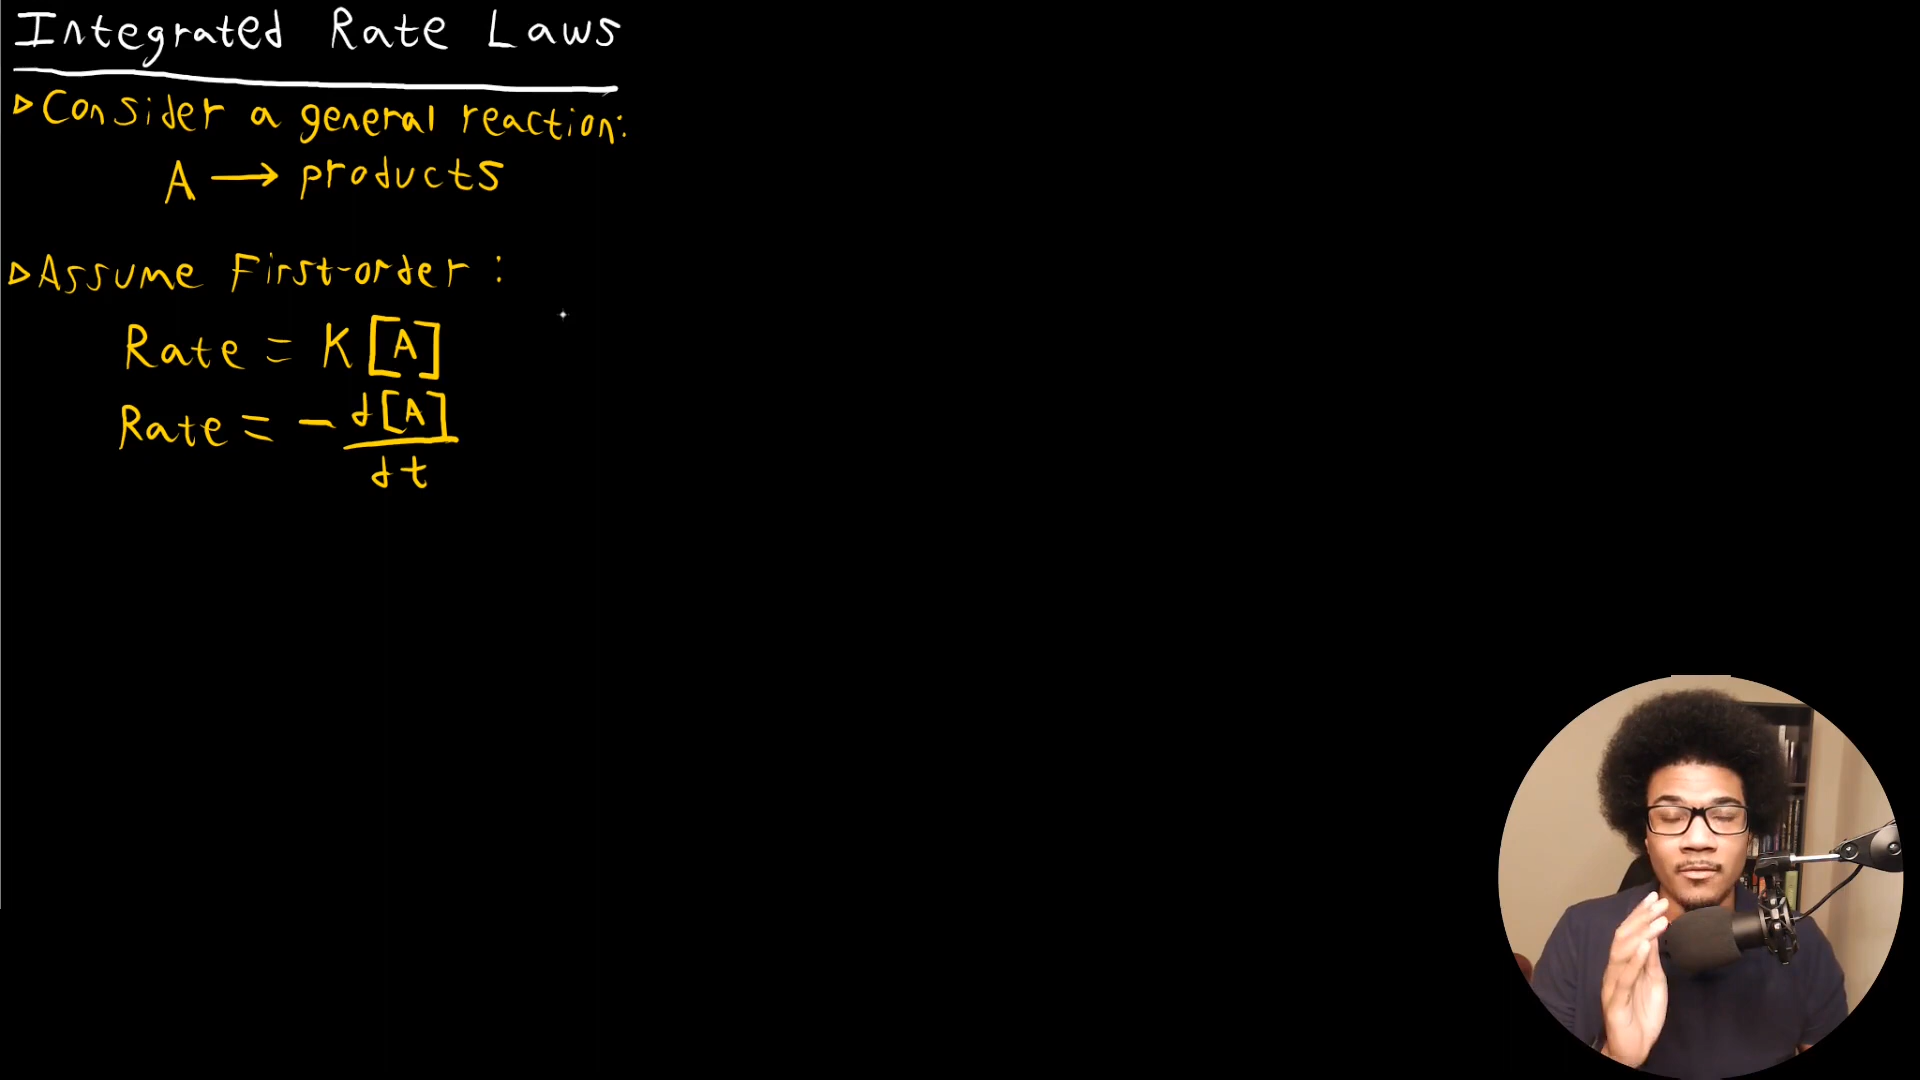 Integrated Rate Laws
▷Consider a general reaction:
A ⟶ products
▷Assume First-order :
Rate = K[A]
Rate = - d[A]
dt